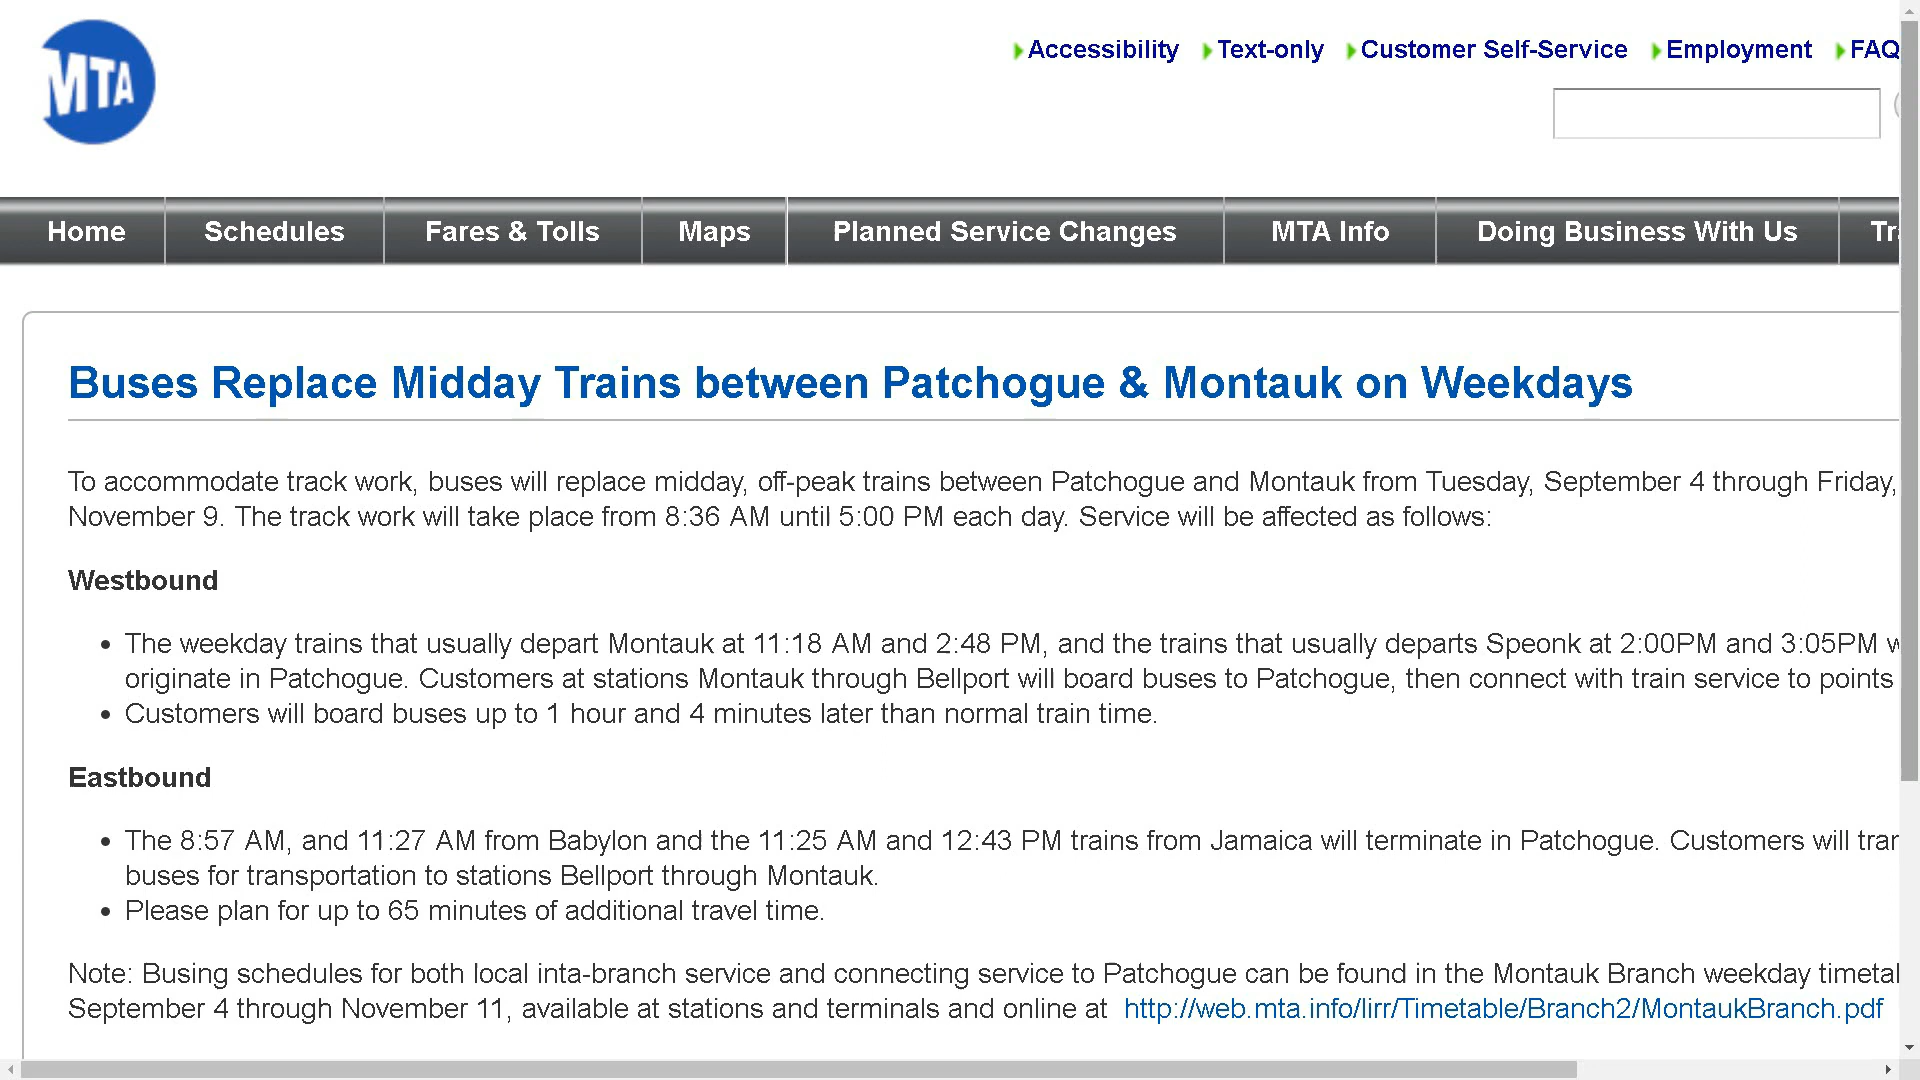 MTA
Accessibility Text-only Customer Self-Service Employment FAQ
Home Schedules Fares & Tolls Maps Planned Service Changes MTA Info Doing Business With Us
Buses Replace Midday Trains between Patchogue & Montauk on Weekdays
To accommodate track work, buses will replace midday, off-peak trains between Patchogue and Montauk from Tuesday, September 4 through Friday,
November 9. The track work will take place from 8:36 AM until 5:00 PM each day. Service will be affected as follows:
Westbound
• The weekday trains that usually depart Montauk at 11:18 AM and 2:48 PM, and the trains that usually departs Speonk at 2:00PM and 3:05PM
originate in Patchogue. Customers at stations Montauk through Bellport will board buses to Patchogue, then connect with train service to points
• Customers will board buses up to 1 hour and 4 minutes later than normal train time.
Eastbound
• The 8:57 AM, and 11:27 AM from Babylon and the 11:25 AM and 12:43 PM trains from Jamaica will terminate in Patchogue. Customers will
buses for transportation to stations Bellport through Montauk.
• Please plan for up to 65 minutes of additional travel time.
Note: Busing schedules for both local inta-branch service and connecting service to Patchogue can be found in the Montauk Branch weekday
September 4 through November 11, available at stations and terminals and online at http://web.mta.info/lirr/Timetable/Branch2/MontaukBranch.pdf